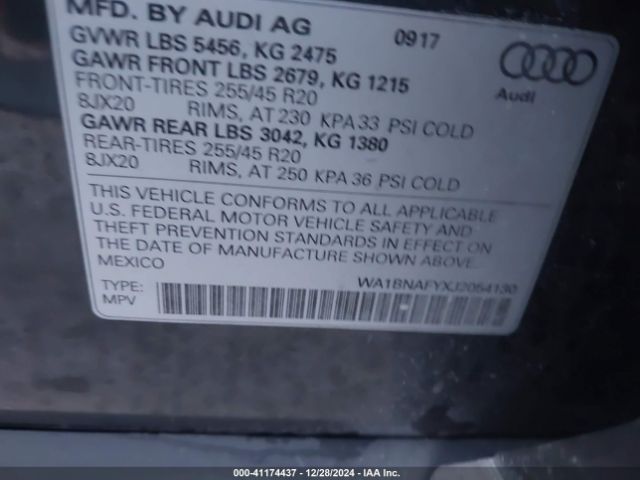 MFD. BY AUDI AG 0917
GVWR LBS 5456, KG 2475
GAWR FRONT LBS 2679, KG 1215
FRONT-TIRES 255/45 R20
8JX20 RIMS, AT 230 KPA 33 PSI COLD
GAWR REAR LBS 3042, KG 1380
REAR-TIRES 255/45 R20
8JX20 RIMS, AT 250 KPA 36 PSI COLD
Audi
THIS VEHICLE CONFORMS TO ALL APPLICABLE
U.S. FEDERAL MOTOR VEHICLE SAFETY AND
THEFT PREVENTION STANDARDS IN EFFECT ON
THE DATE OF MANUFACTURE SHOWN ABOVE.
MEXICO
WA1BNAFYXJ2054130
TYPE:
MPV
000-41174437 - 12/28/2024 - IAAI Inc.